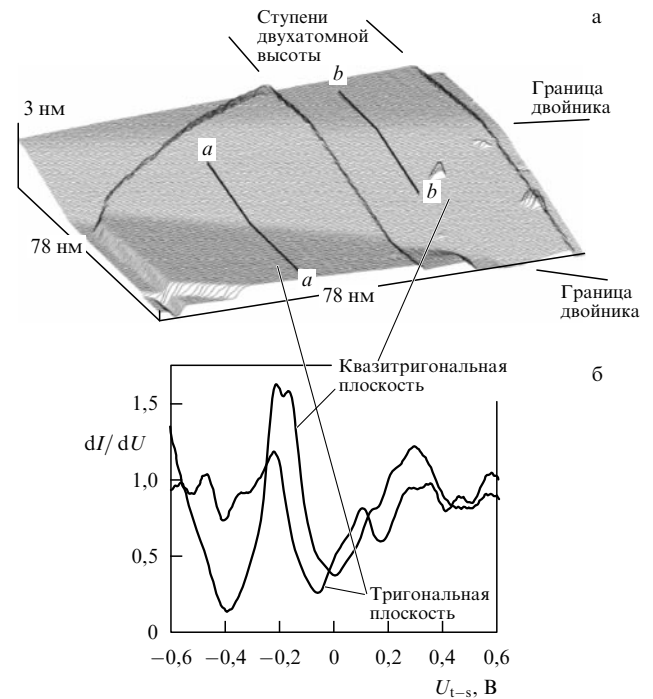 а
Ступени
двухатомной
высоты
b
Граница
двойника
3 нм
a
b
78 нм
a
78 нм
Граница
двойника
б
Квазитригональная
плоскость
1,5
dI/dU
1,0
0,5
Тригональная
плоскость
0
−0,6 −0,4 −0,2 0 0,2 0,4 0,6
U_{t−s}, В